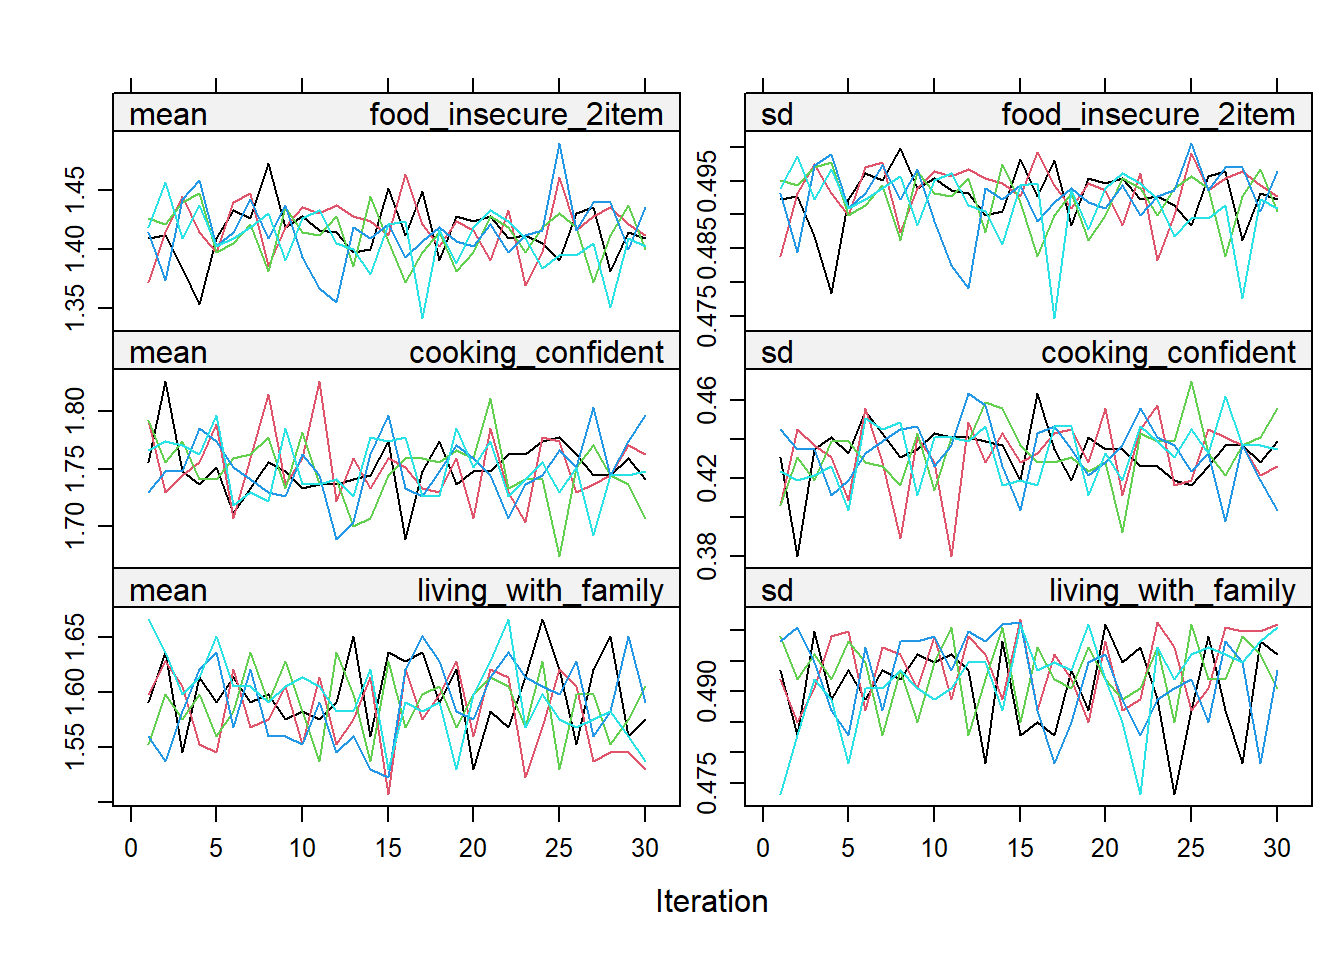 mean food_insecure_2item
sd food_insecure_2item
1.35 1.40 1.45
0.475 0.485 0.495
mean cooking_confident
sd cooking_confident
1.70 1.75 1.80
0.38 0.42 0.46
mean living_with_family
sd living_with_family
1.55 1.60 1.65
0.475 0.490
0 5 10 15 20 25 30
0 5 10 15 20 25 30
Iteration